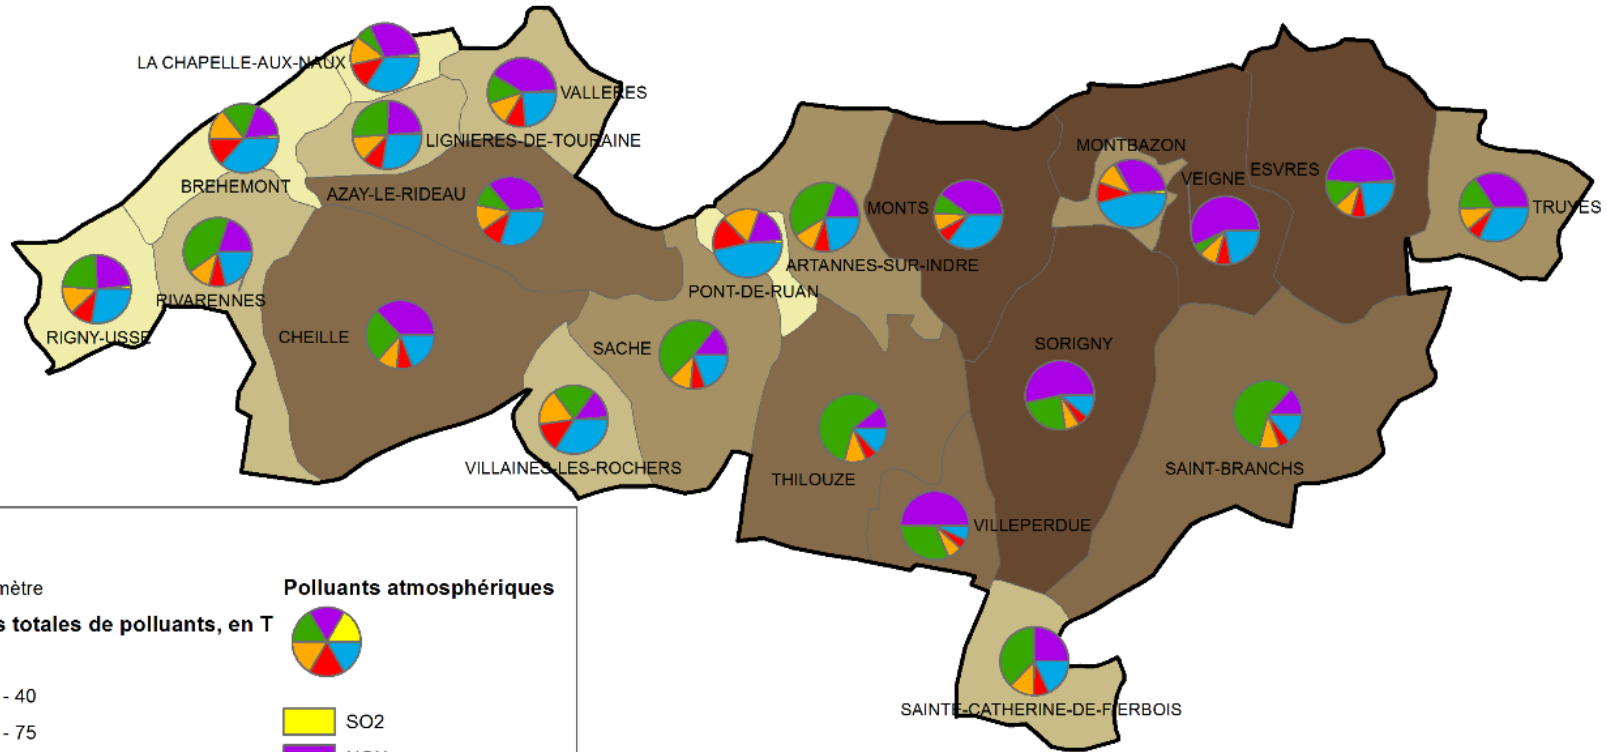 LA CHAPELLE-AUX-NAUX
VALLERES
LIGNIERES-DE-TOURAINE
BREHEMONT
AZAY-LE-RIDEAU
MONTBAZON
VEIGNE
ESVRES
TRUYES
MONTS
ARTANNES-SUR-INDRE
PONT-DE-RUAN
RIVARENNES
RIGNY-USSE
CHEILLE
SACHE
SORIGNY
VILLAINES-LES-ROCHERS
THILOUZE
SAINT-BRANCHS
VILLEPERDUE
SAINTE-CATHERINE-DE-FIERBOIS
mètre
Polluants atmosphériques
s totales de polluants, en T
- 40
- 75
SO2